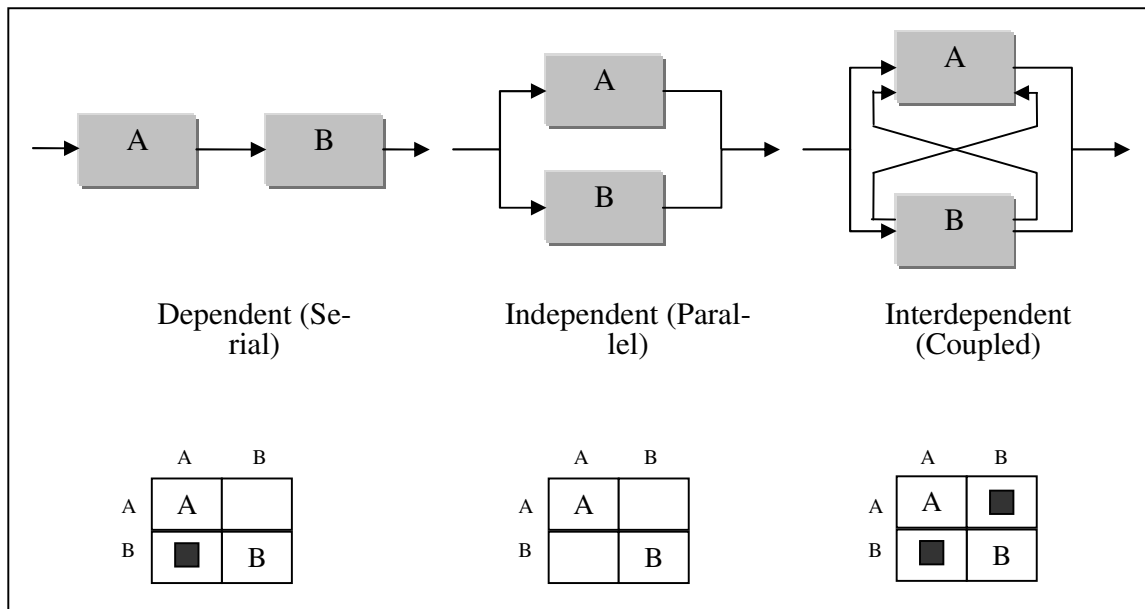 A
B
A
B
A
B
Dependent (Se-
rial)
Independent (Paral-
lel)
Interdependent
(Coupled)
A B
A A
B B
A B
A A
B B
A B
A A
B B